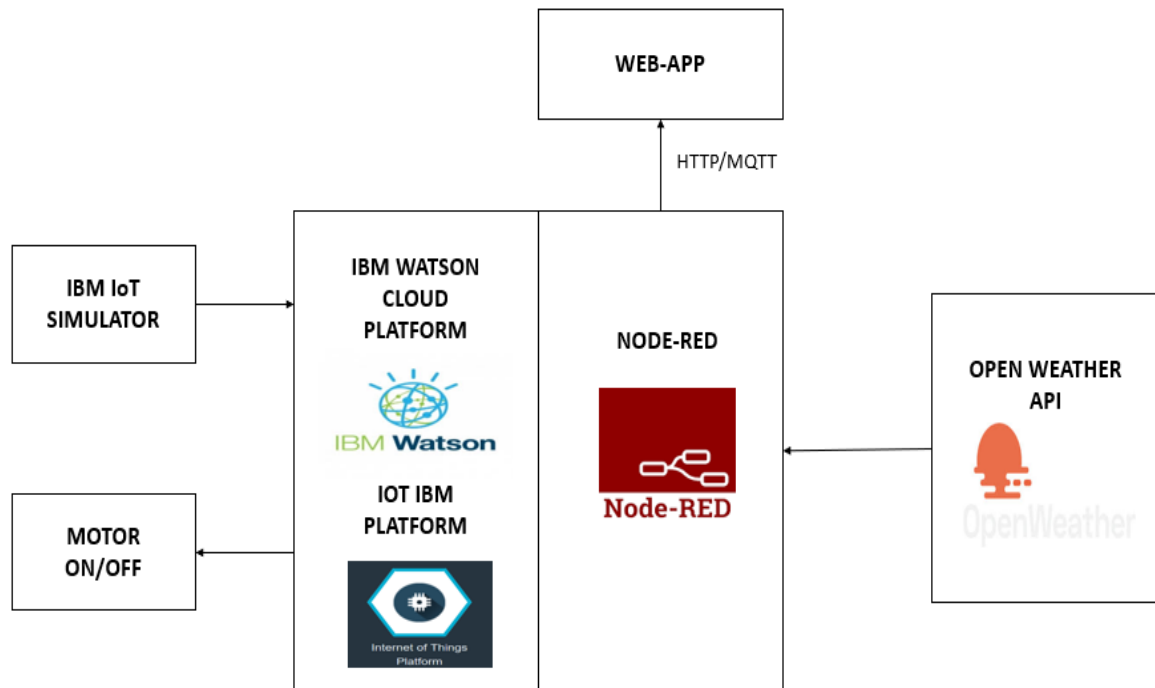 WEB-APP
HTTP/MQTT
IBM IoT
SIMULATOR
MOTOR
ON/OFF
IBM WATSON
CLOUD
PLATFORM
IBM Watson
IOT IBM
PLATFORM
Internet of Things
Platform
NODE-RED
Node-RED
OPEN WEATHER
API
OpenWeather